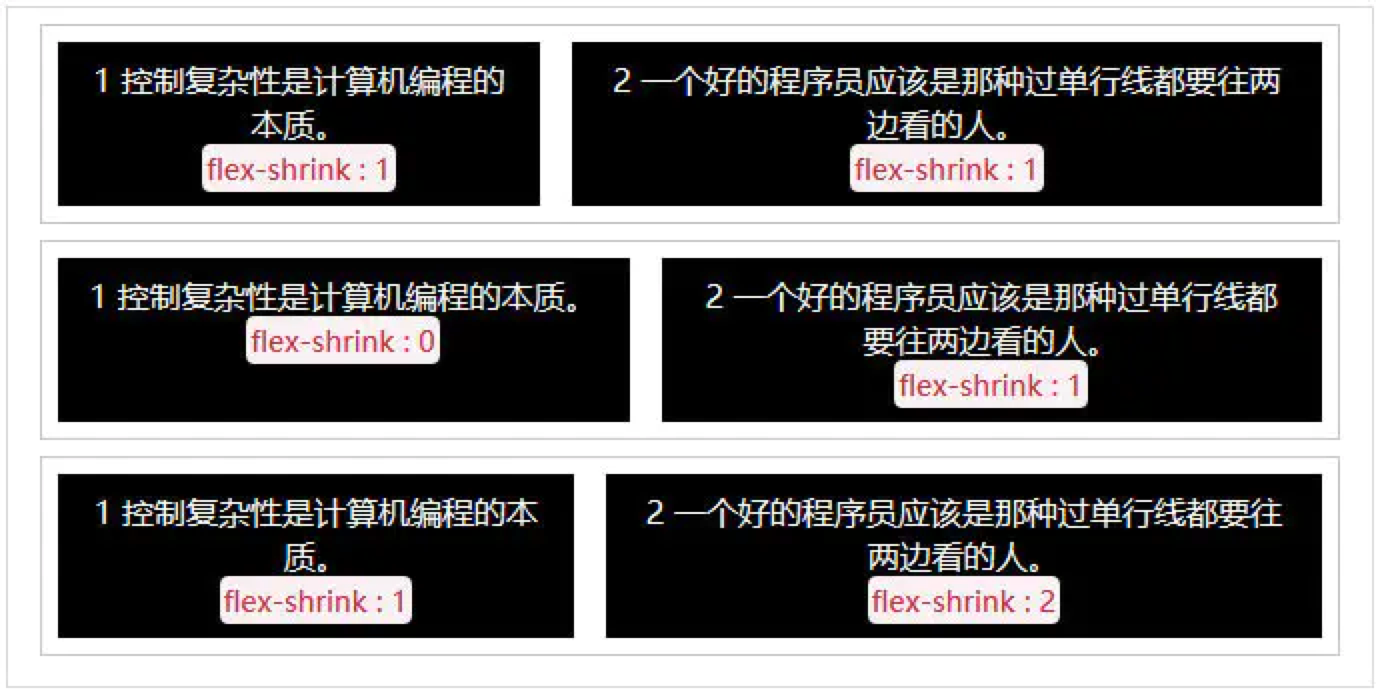 1 控制复杂性是计算机编程的
本质。
flex-shrink : 1
2 一个好的程序员应该是那种过单行线都要往两
边看的人。
flex-shrink : 1
1 控制复杂性是计算机编程的本质。
flex-shrink : 0
2 一个好的程序员应该是那种过单行线都
要往两边看的人。
flex-shrink : 1
1 控制复杂性是计算机编程的本
质。
flex-shrink : 1
2 一个好的程序员应该是那种过单行线都要往
两边看的人。
flex-shrink : 2